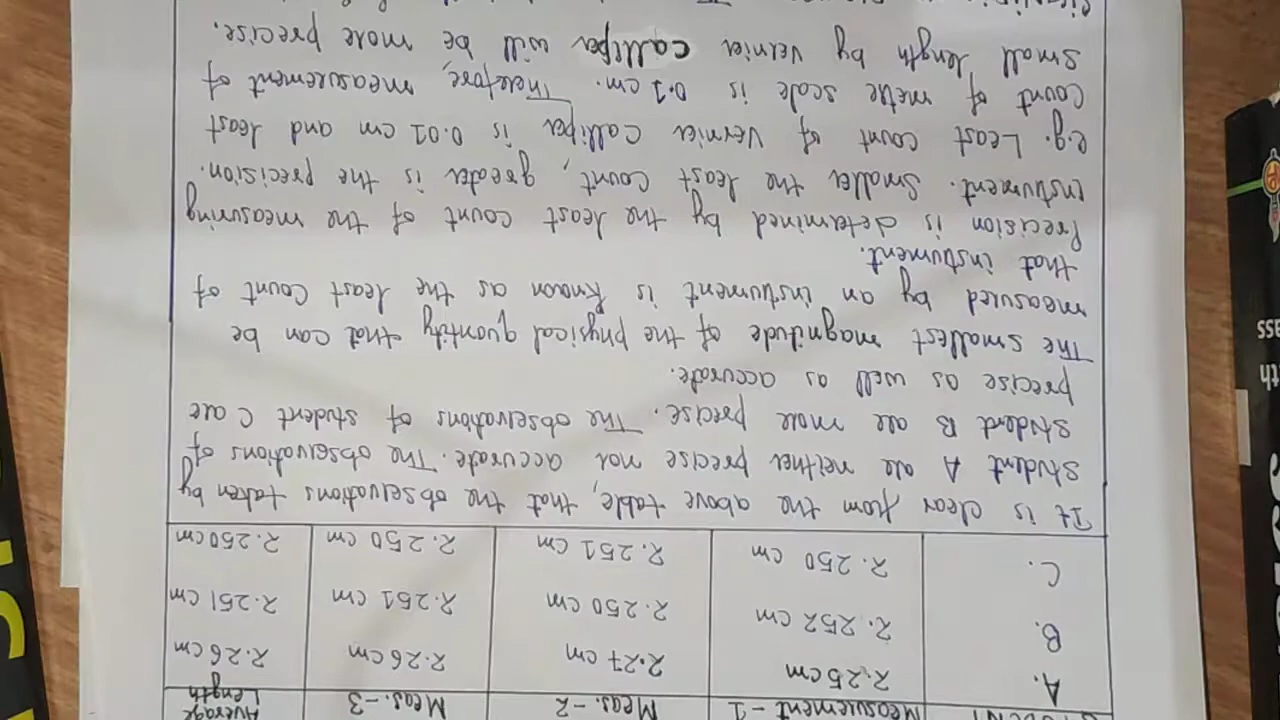 STUDENT Measurement-1 Meas.-2 Meas.-3 Average Length
A. 2.25cm 2.27 cm 2.26cm 2.26cm
B. 2.252 cm 2.250 cm 2.251 cm 2.251 cm
C. 2.250 cm 2.251 cm 2.250 cm 2.250cm
It is clear from the above table, that the observations taken by
student A are neither precise nor accurate. The observations of
student B are more precise. The observations of student C are
precise as well as accurate.
The smallest magnitude of the physical quantity that can be
measured by an instrument is known as the least count of
that instrument.
Precision is determined by the least count of the measuring
instrument. Smaller the least count, greater is the precision.
e.g. Least count of vernier calliper is 0.01 cm and least
count of metre scale is 0.1 cm. Therefore, measurement of
small length by vernier calliper will be more precise.